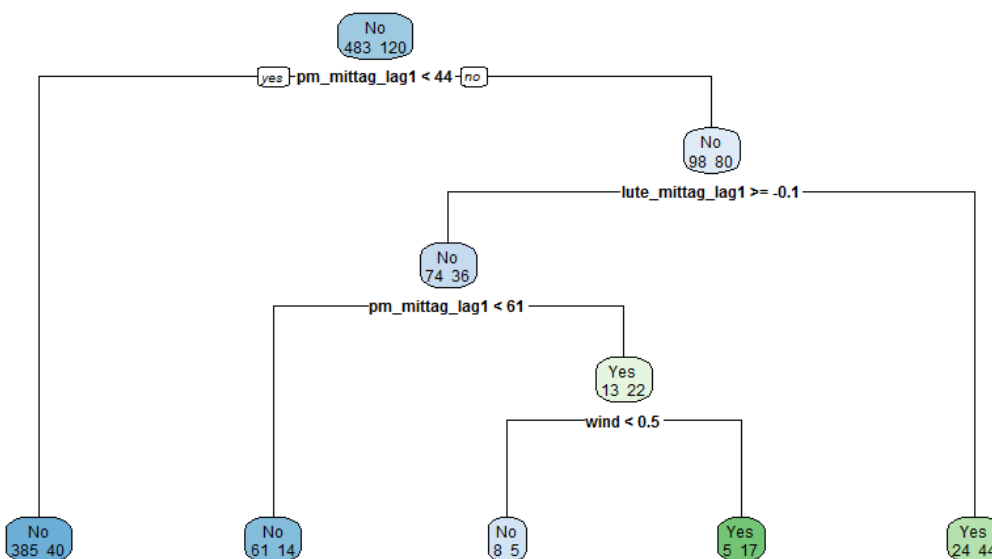 No
483 120
yes pm_mittag_lag1 < 44 no
No
98 80
lute_mittag_lag1 >= -0.1
No
74 36
pm_mittag_lag1 < 61
Yes
13 22
wind < 0.5
No
385 40
No
61 14
No
8 5
Yes
5 17
Yes
24 44